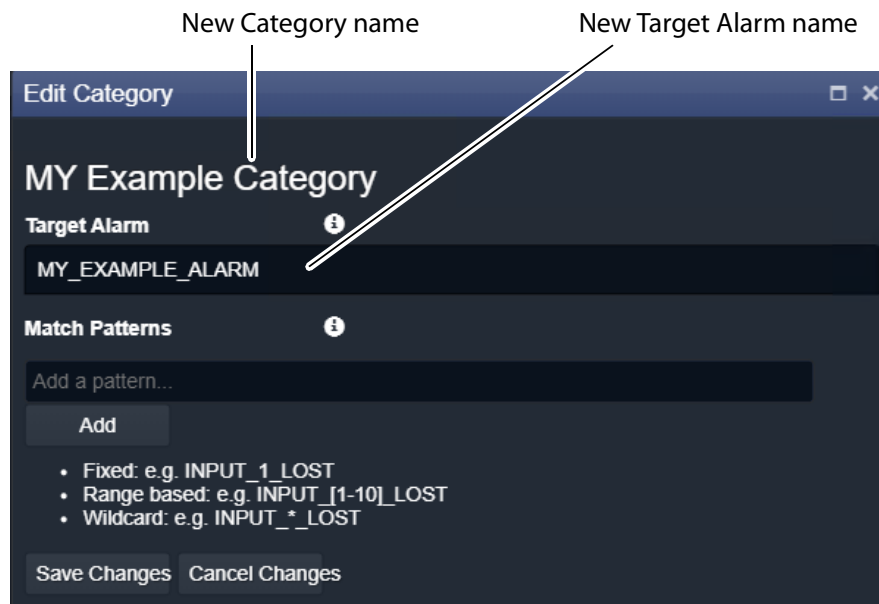 New Category name
New Target Alarm name
Edit Category
MY Example Category
Target Alarm
MY_EXAMPLE_ALARM
Match Patterns
Add a pattern...
Add
• Fixed: e.g. INPUT_1_LOST
• Range based: e.g. INPUT_[1-10]_LOST
• Wildcard: e.g. INPUT_*_LOST
Save Changes Cancel Changes